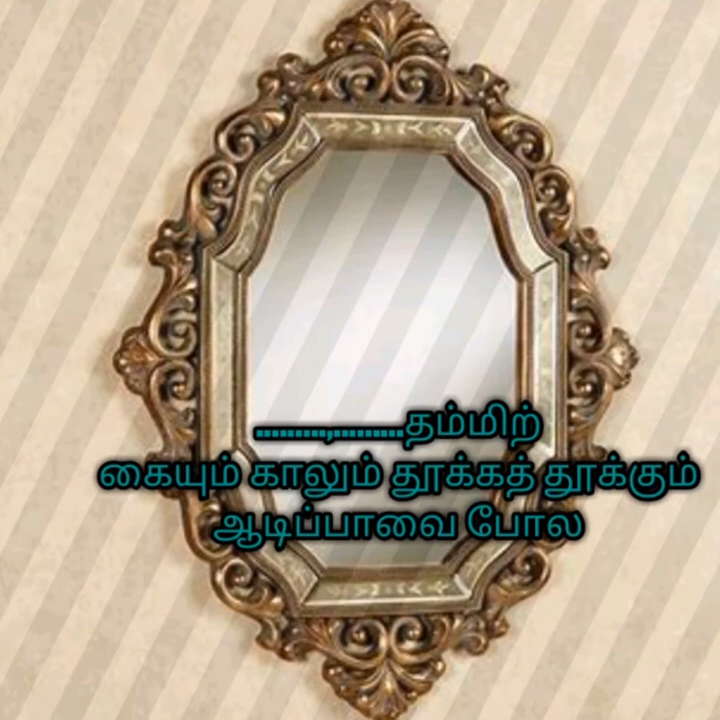 ..........,..........தம்மிற்
கையும் காலும் தூக்கத் தூக்கும்
ஆடிப்பாவை போல